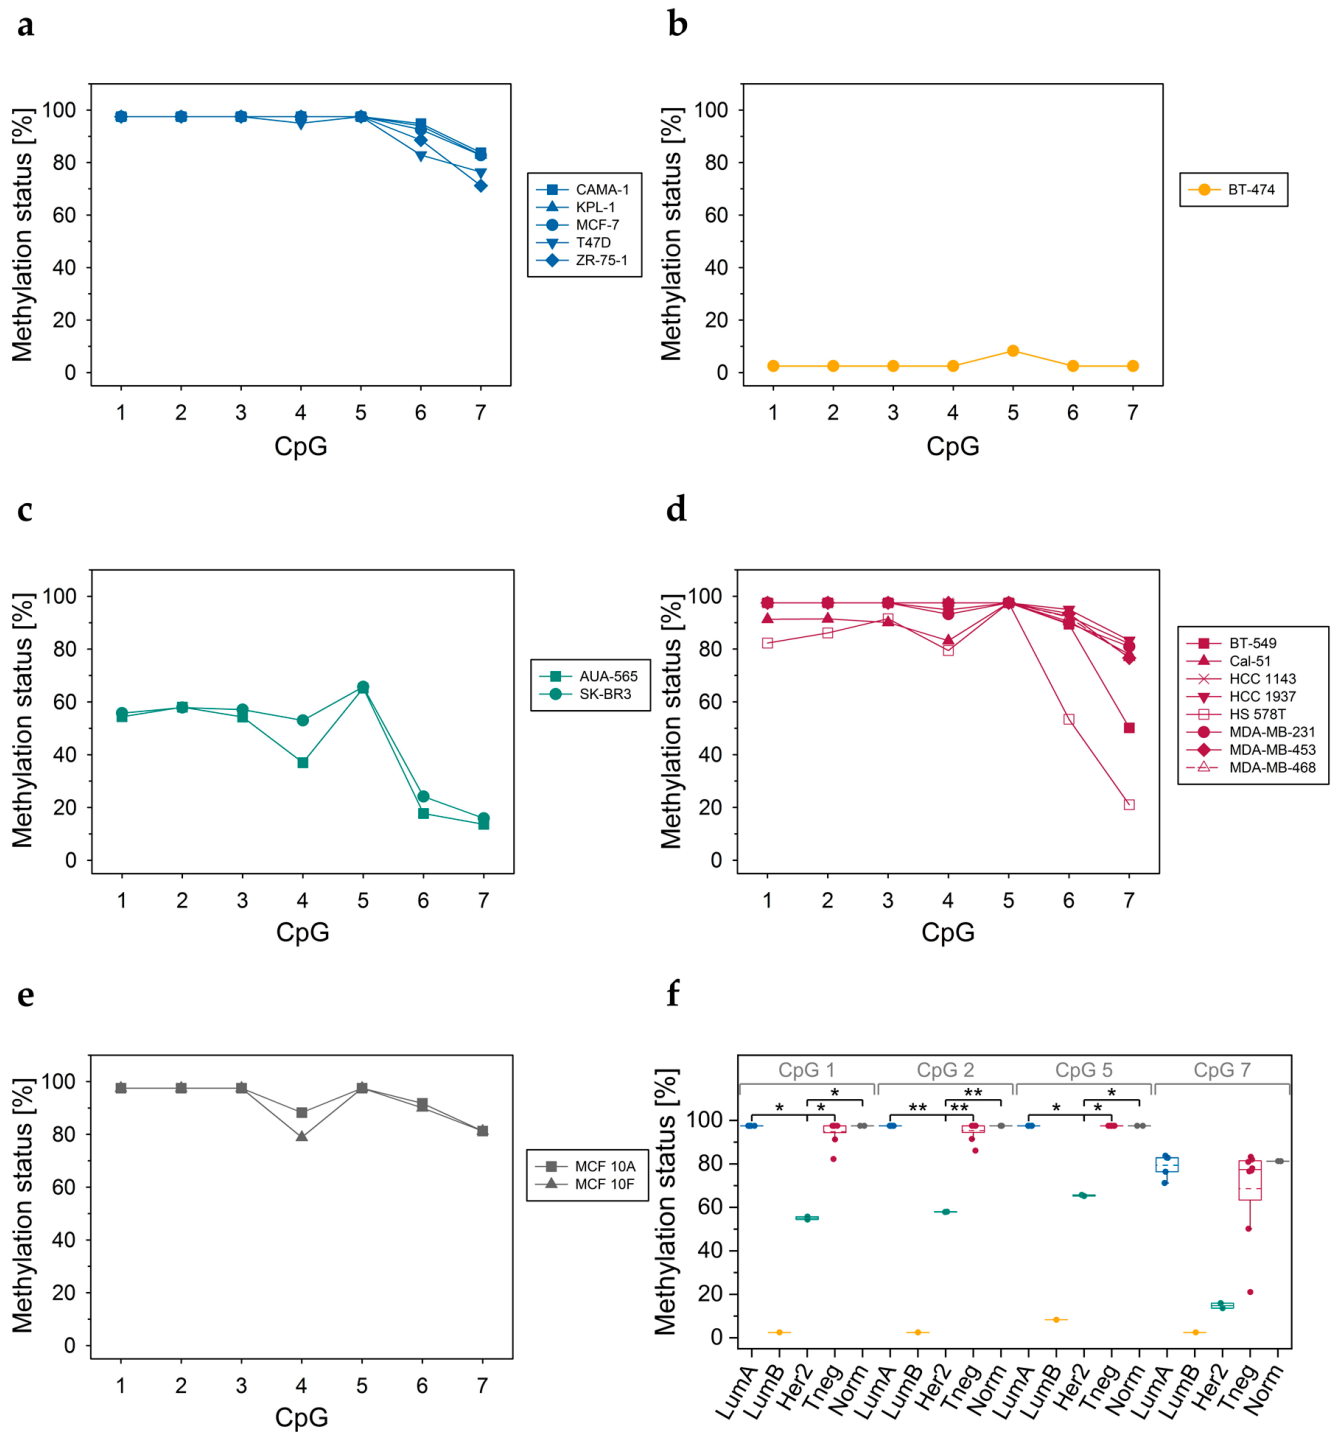 a
Methylation status [%]
100
80
60
40
20
0
1 2 3 4 5 6 7
CpG
CAMA-1
KPL-1
MCF-7
T47D
ZR-75-1
b
Methylation status [%]
100
80
60
40
20
0
1 2 3 4 5 6 7
CpG
BT-474
c
Methylation status [%]
100
80
60
40
20
0
1 2 3 4 5 6 7
CpG
AUA-565
SK-BR3
d
Methylation status [%]
100
80
60
40
20
0
1 2 3 4 5 6 7
CpG
BT-549
Cal-51
HCC 1143
HCC 1937
HS 578T
MDA-MB-231
MDA-MB-453
MDA-MB-468
e
Methylation status [%]
100
80
60
40
20
0
1 2 3 4 5 6 7
CpG
MCF 10A
MCF 10F
f
Methylation status [%]
100
80
60
40
20
0
CpG 1 CpG 2 CpG 5 CpG 7
* ** *
* * ** ** * *
LumA LumB Her2 Tneg Norm LumA LumB Her2 Tneg Norm LumA LumB Her2 Tneg Norm LumA LumB Her2 Tneg Norm